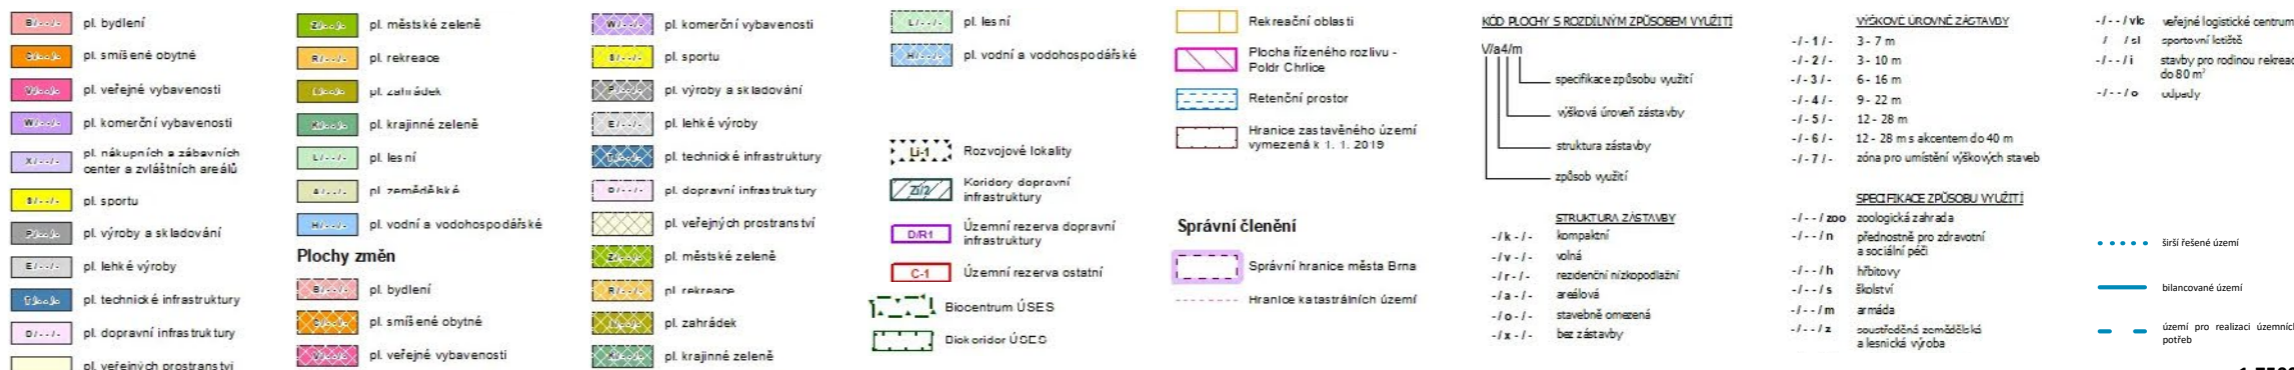 B/--/- pl. bydlení
C/--/- pl. smíšené obytné
V/--/- pl. veřejné vybavenosti
W/--/- pl. komerční vybavenosti
X/--/- pl. nákupních a zábavních
center a zvláštních areálů
S/--/- pl. sportu
P/--/- pl. výroby a skladování
E/--/- pl. lehké výroby
T/--/- pl. technické infrastruktury
D/--/- pl. dopravní infrastruktury
pl. veřejných prostranství
Z/--/- pl. městské zeleně
R/--/- pl. rekreace
I/--/- pl. zahrádek
K/--/- pl. krajinné zeleně
L/--/- pl. lesní
A/--/- pl. zemědělské
H/--/- pl. vodní a vodohospodářské
Plochy změn
B/--/- pl. bydlení
C/--/- pl. smíšené obytné
V/--/- pl. veřejné vybavenosti
W/--/- pl. komerční vybavenosti
S/--/- pl. sportu
P/--/- pl. výroby a skladování
E/--/- pl. lehké výroby
T/--/- pl. technické infrastruktury
D/--/- pl. dopravní infrastruktury
pl. veřejných prostranství
Z/--/- pl. městské zeleně
R/--/- pl. rekreace
I/--/- pl. zahrádek
K/--/- pl. krajinné zeleně
L/--/- pl. lesní
H/--/- pl. vodní a vodohospodářské
Li-1 Rozvojové lokality
Zi/2 Koridory dopravní
infrastruktury
D/R1 Územní rezerva dopravní
infrastruktury
C-1 Územní rezerva ostatní
Biocentrum ÚSES
Biokoridor ÚSES
Rekreační oblasti
Plocha řízeného rozlivu -
Poldr Chrlice
Retenční prostor
Hranice zastavěného území
vymezená k 1. 1. 2019
Správní členění
Správní hranice města Brna
Hranice katastrálních území
KÓD PLOCHY S ROZDÍLNÝM ZPŮSOBEM VYUŽITÍ
V/a4/m
specifikace způsobu využití
výšková úroveň zástavby
struktura zástavby
způsob využití
STRUKTURA ZÁSTAVBY
-/k-/- kompaktní
-/v-/- volná
-/r-/- rezidenční nízkopodlažní
-/a-/- areálová
-/o-/- stavebně omezená
-/x-/- bez zástavby
VÝŠKOVÉ ÚROVNĚ ZÁSTAVBY
-/-1/- 3 - 7 m
-/-2/- 3 - 10 m
-/-3/- 6 - 16 m
-/-4/- 9 - 22 m
-/-5/- 12 - 28 m
-/-6/- 12 - 28 m s akcentem do 40 m
-/-7/- zóna pro umístění výškových staveb
SPECIFIKACE ZPŮSOBU VYUŽITÍ
-/--/zoo zoologická zahrada
-/--/n přednostně pro zdravotní
a sociální péči
-/--/h hřbitovy
-/--/s školství
-/--/m armáda
-/--/z soustředěná zemědělská
a lesnická výroba
-/--/vlc veřejné logistické centrum
/ /sl sportovní letiště
-/--/i stavby pro rodinou
do 80 m²
-/--/o odpady
širší řešené území
bilancované území
území pro realizaci
potřeb